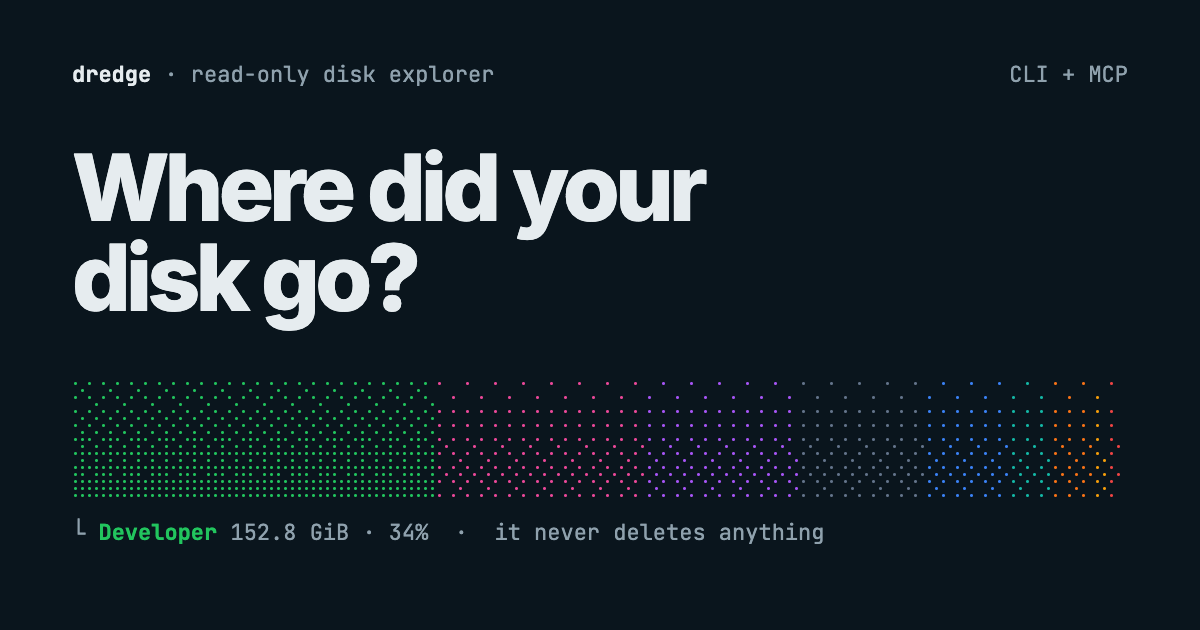 dredge · read-only disk explorer
CLI + MCP
Where did your
disk go?
└ Developer 152.8 GiB · 34% · it never deletes anything